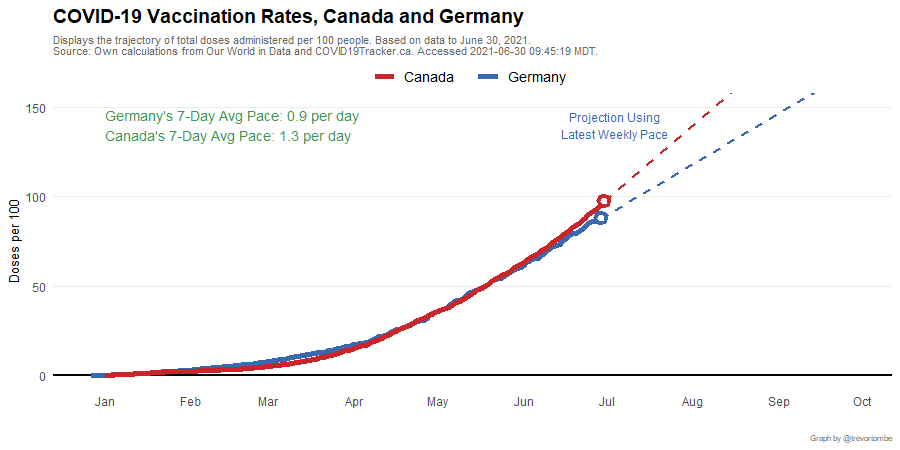 COVID-19 Vaccination Rates, Canada and Germany
Displays the trajectory of total doses administered per 100 people. Based on data to June 30, 2021.
Source: Own calculations from Our World in Data and COVID19Tracker.ca. Accessed 2021-06-30 09:45:19 MDT.
Canada Germany
Germany's 7-Day Avg Pace: 0.9 per day
Canada's 7-Day Avg Pace: 1.3 per day
Projection Using
Latest Weekly Pace
Doses per 100
150
100
50
0
Jan Feb Mar Apr May Jun Jul Aug Sep Oct
Graph by @trevortombe